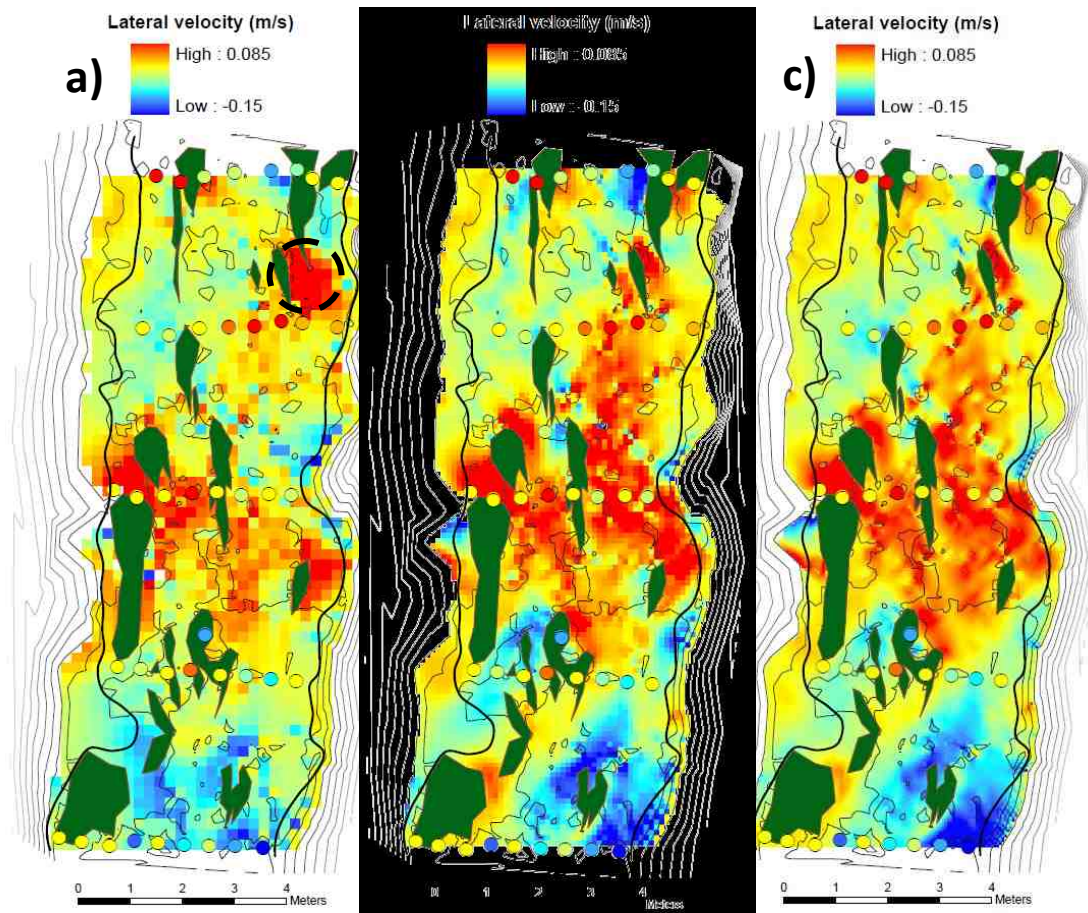 Lateral velocity (m/s)
High : 0.085
Low : -0.15
a)
0 1 2 3 4
Meters
Lateral velocity (m/s)
High : 0.085
Low : -0.15
0 1 2 3 4
Meters
Lateral velocity (m/s)
High : 0.085
Low : -0.15
c)
0 1 2 3 4
Meters